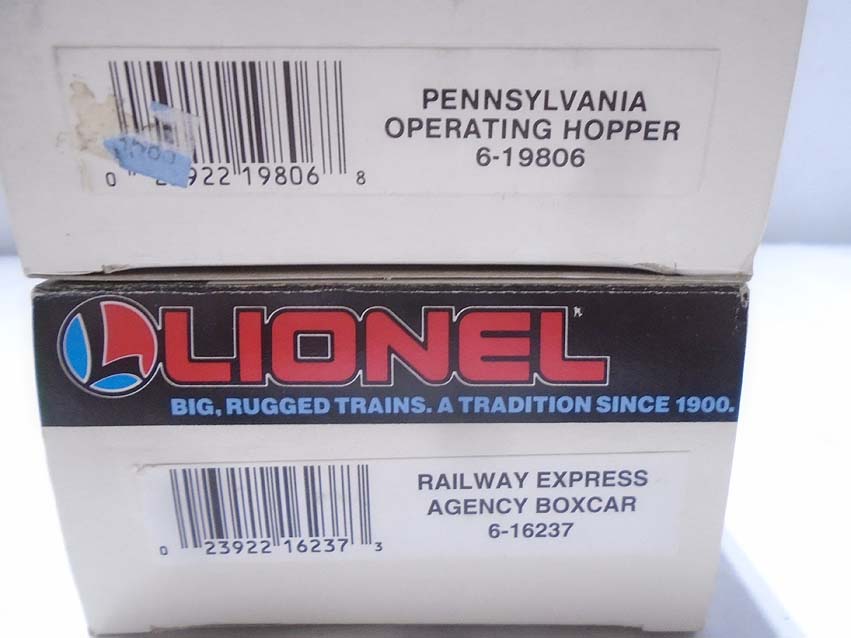 PENNSYLVANIA
OPERATING HOPPER
6-19806
0 922 19806 8
LIONEL
BIG, RUGGED TRAINS. A TRADITION SINCE 1900.
RAILWAY EXPRESS
AGENCY BOXCAR
6-16237
0 23922 16237 3